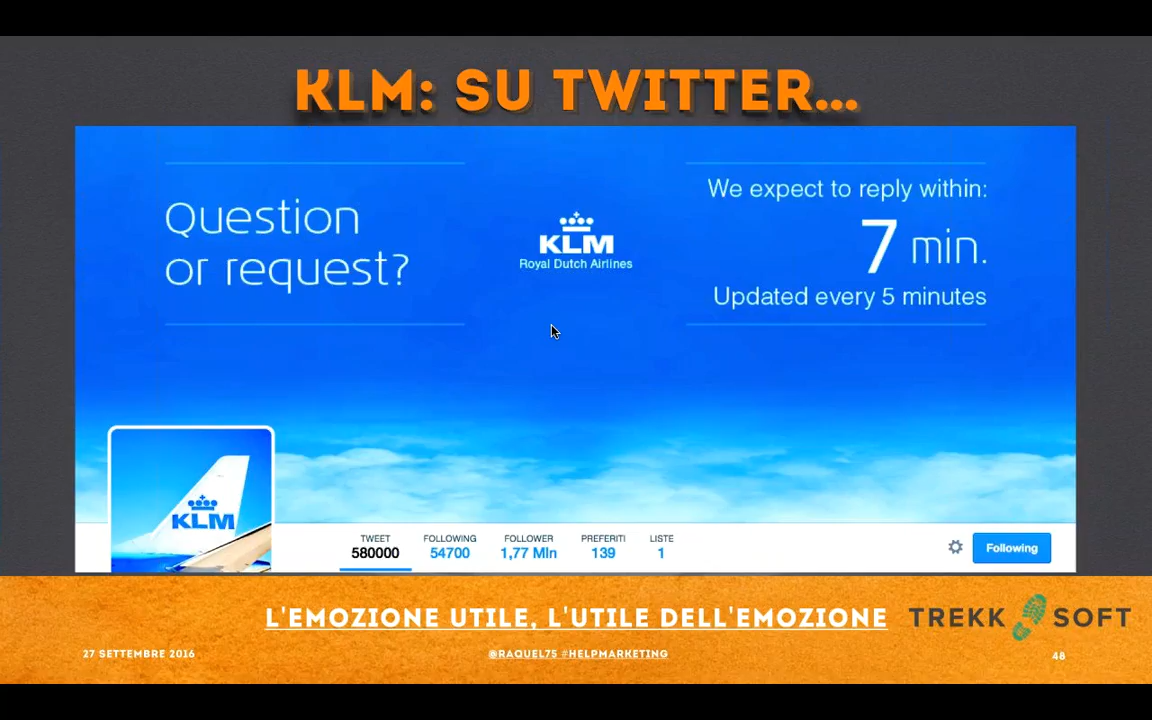 KLM: SU TWITTER...
Question
or request?
KLM
Royal Dutch Airlines
We expect to reply within:
7 min.
Updated every 5 minutes
KLM
TWEET FOLLOWING FOLLOWER PREFERITI LISTE
580000 54700 1,77 Mln 139 1
Following
L'EMOZIONE UTILE, L'UTILE DELL'EMOZIONE
TREKK SOFT
27 SETTEMBRE 2016 @RAQUEL75 #HELPMARKETING 48